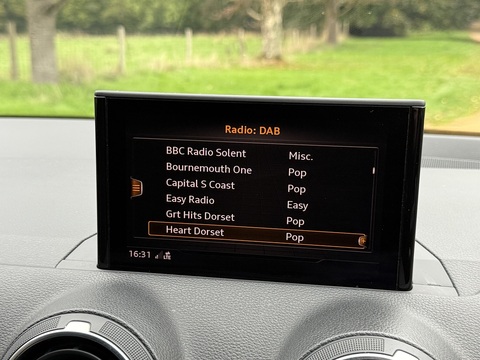 Radio: DAB
BBC Radio Solent Misc.
Bournemouth One Pop
Capital S Coast Pop
Easy Radio Easy
Grt Hits Dorset Pop
Heart Dorset Pop
16:31 LTE